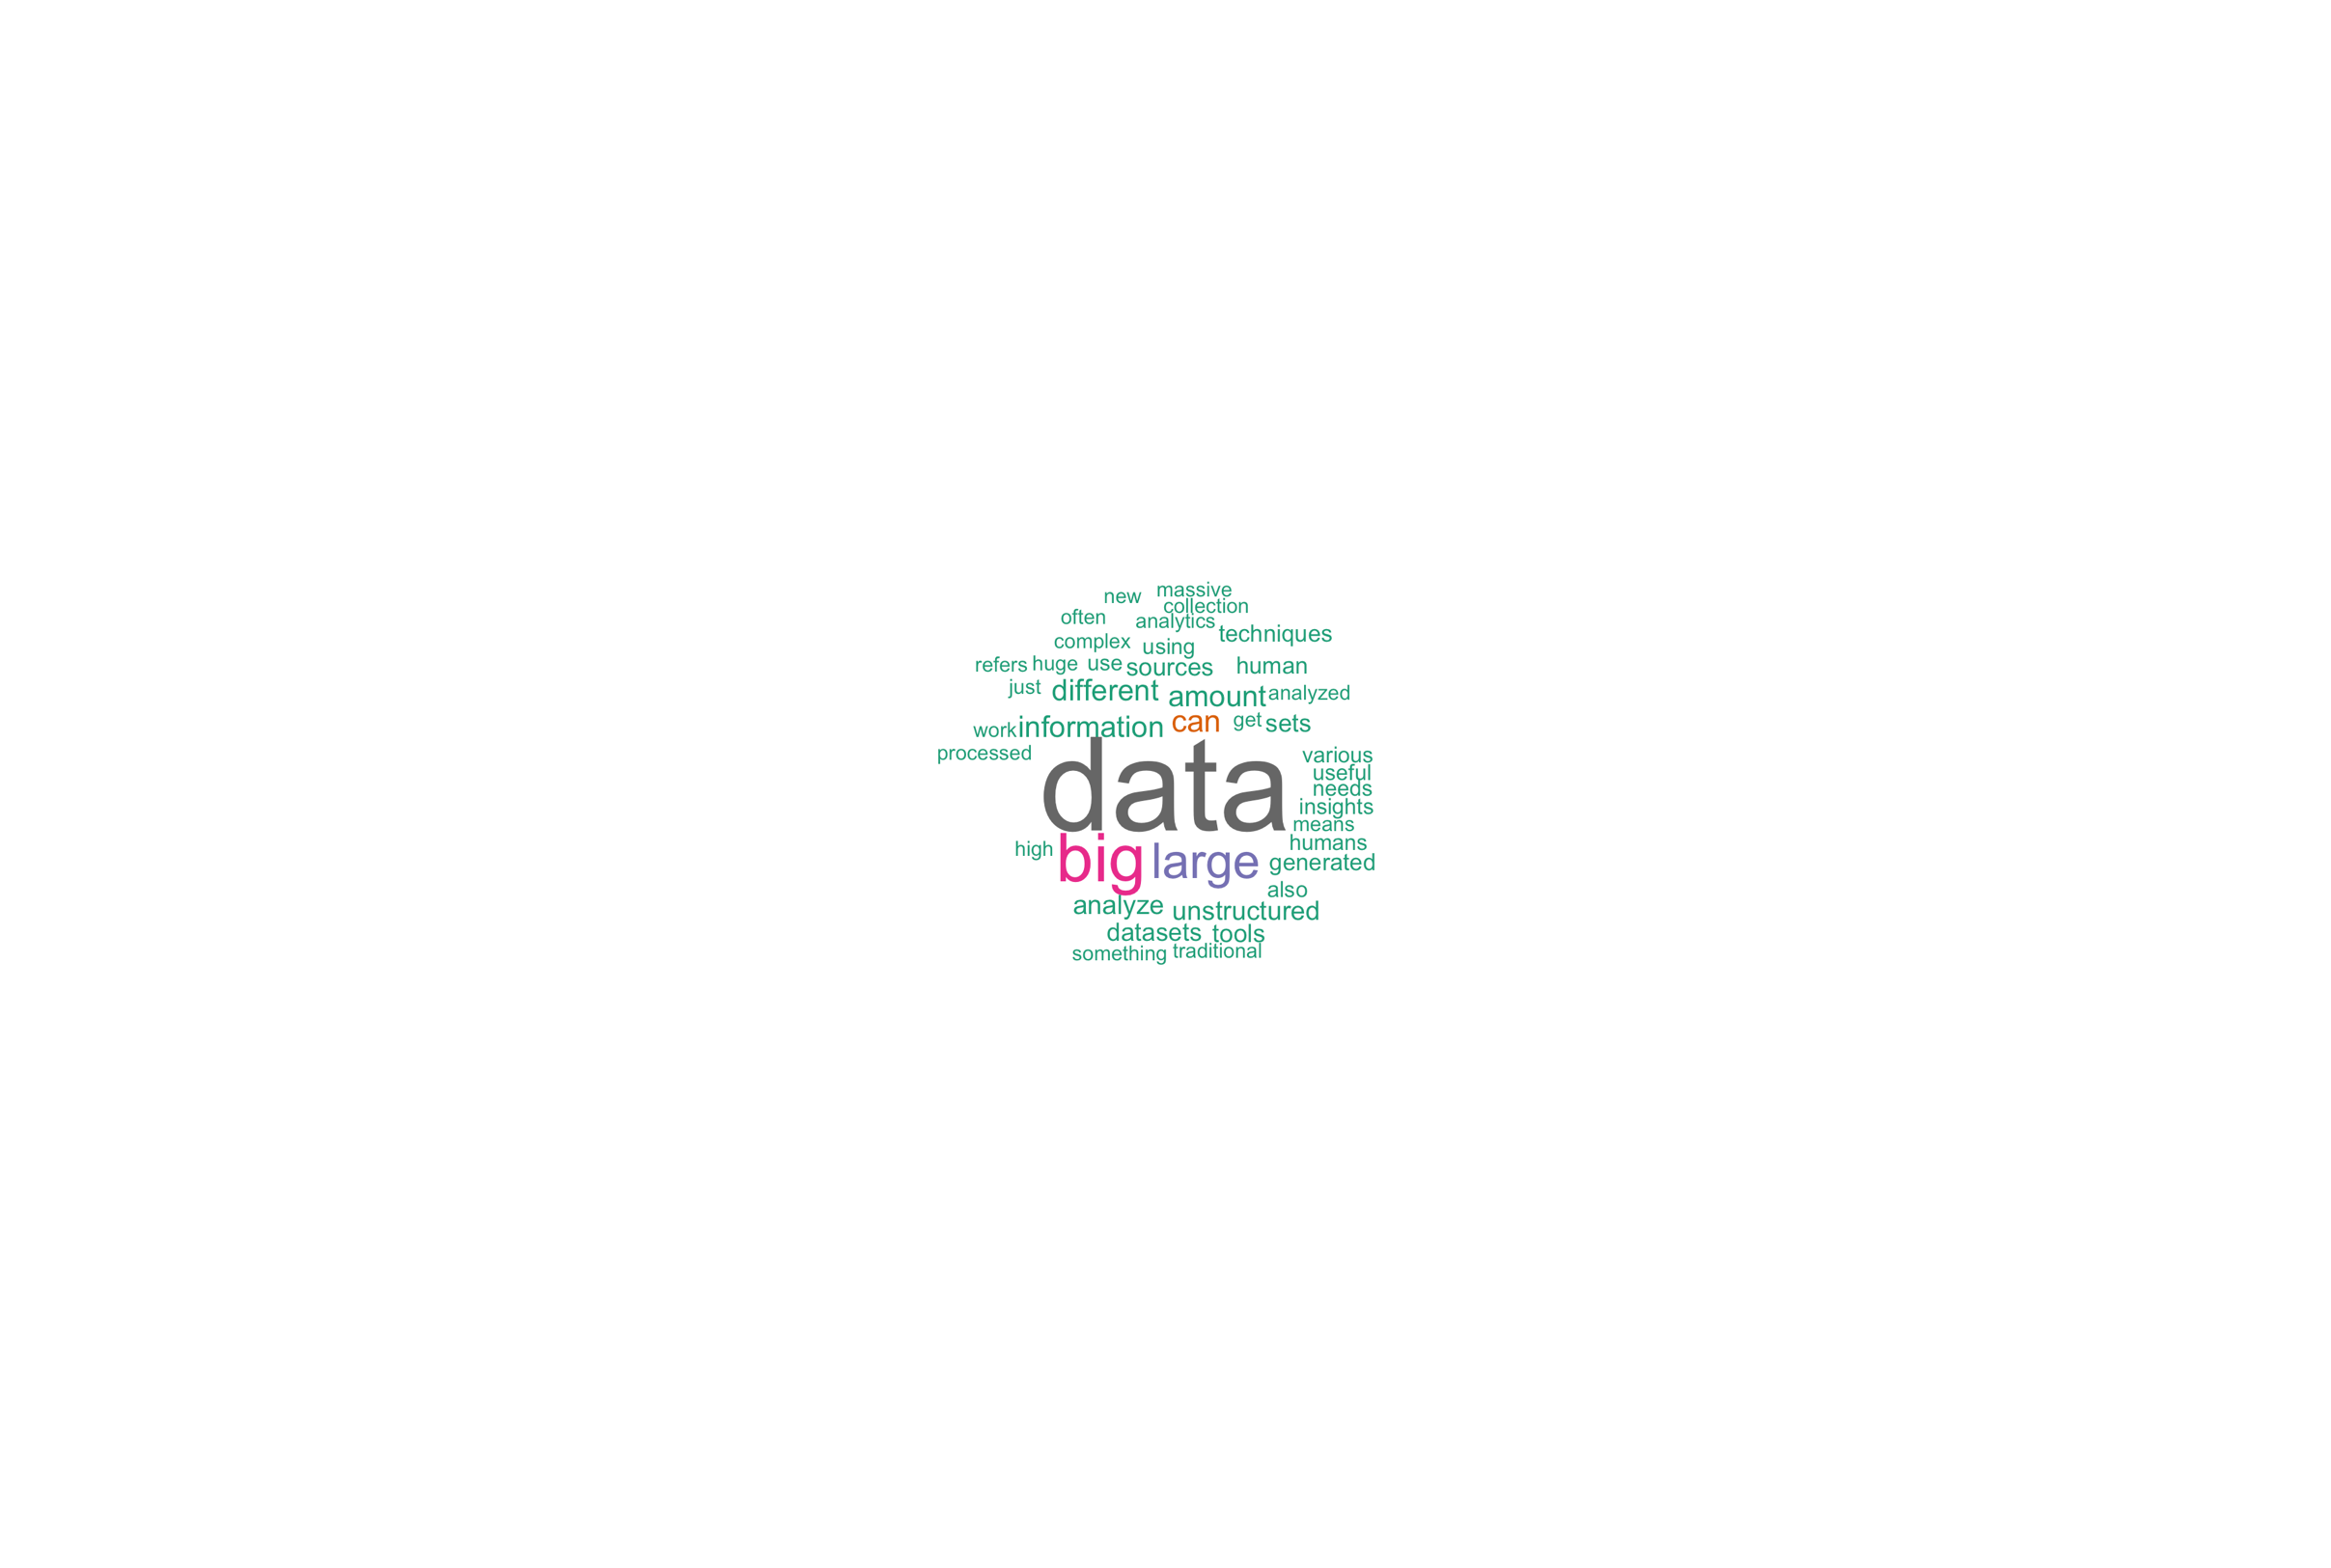 massive
new
collection
often
analytics
techniques
complex using
refers huge use sources human
just different amount analyzed
work information can get sets
processed
data
various
useful
needs
insights
means
humans
high big large generated
also
analyze unstructured
datasets tools
something traditional